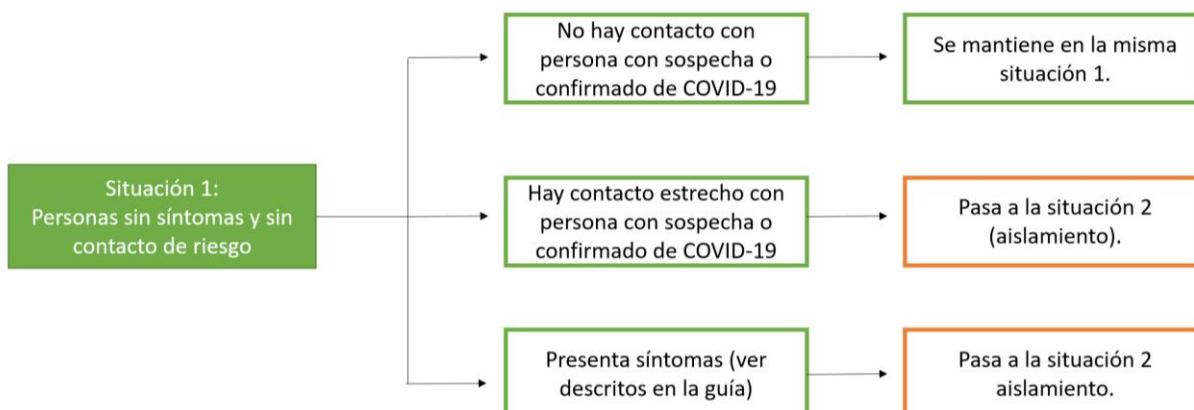 Situación 1:
Personas sin síntomas y sin
contacto de riesgo
No hay contacto con
persona con sospecha o
confirmado de COVID-19
Se mantiene en la misma
situación 1.
Hay contacto estrecho con
persona con sospecha o
confirmado de COVID-19
Pasa a la situación 2
(aislamiento).
Presenta síntomas (ver
descritos en la guía)
Pasa a la situación 2
aislamiento.